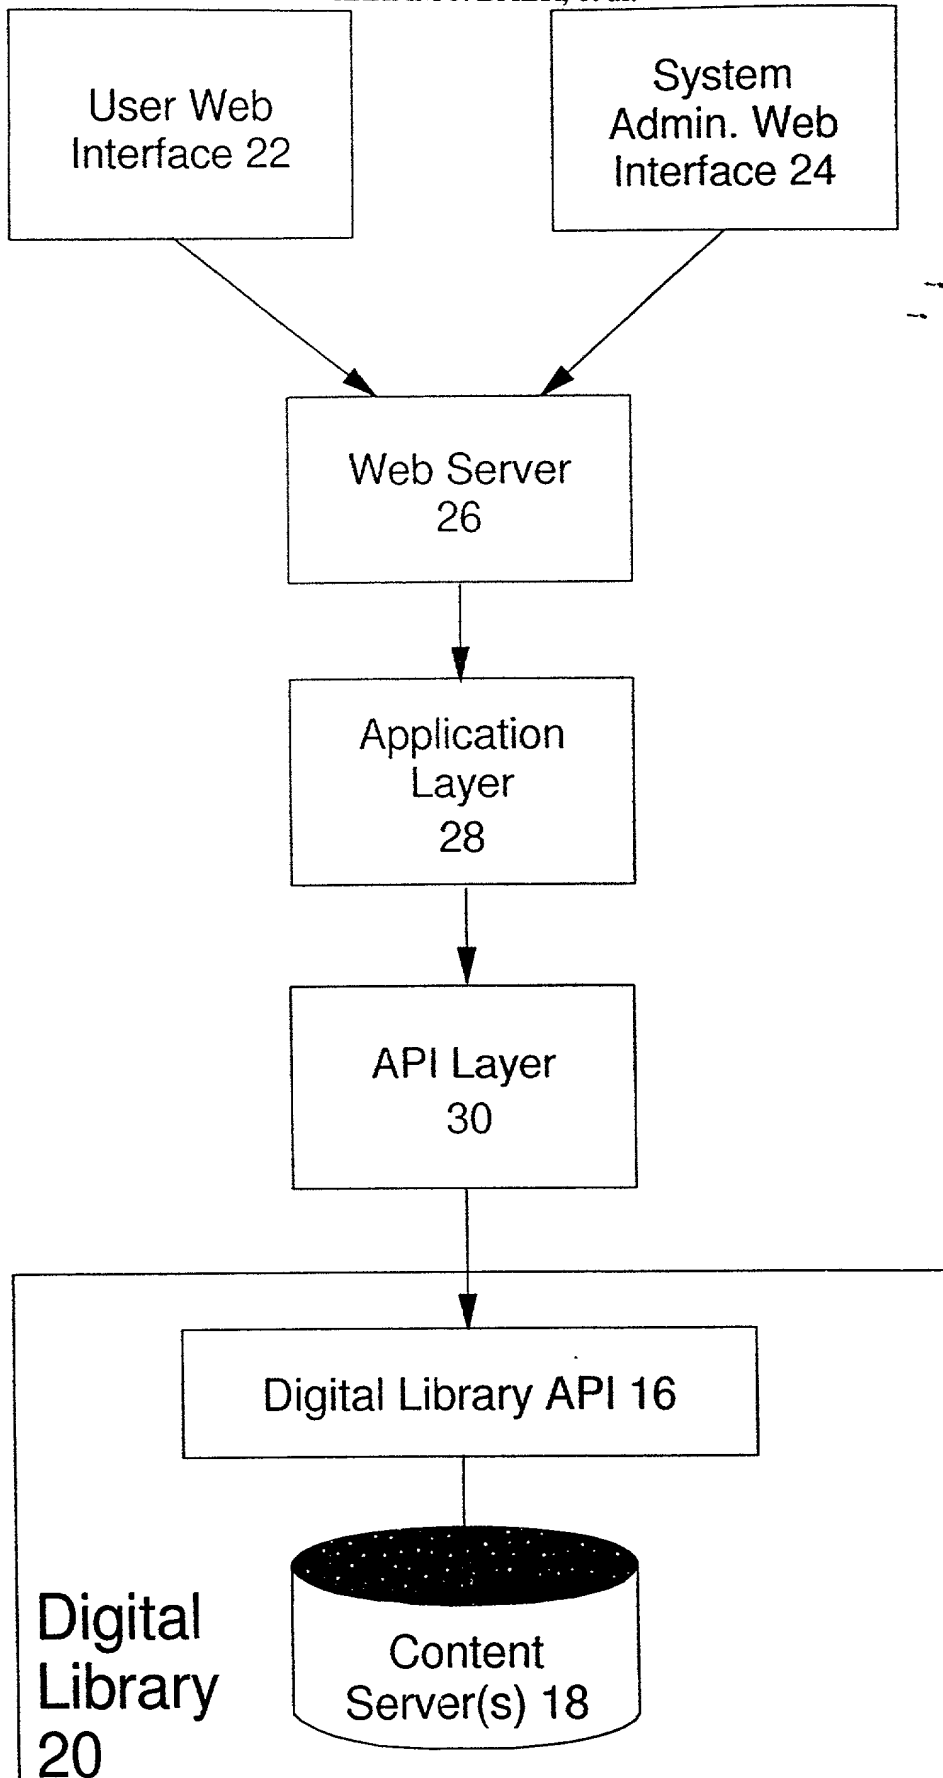 User Web
Interface 22
System
Admin. Web
Interface 24
Web Server
26
Application
Layer
28
API Layer
30
Digital Library API 16
Digital
Library
20
Content
Server(s) 18